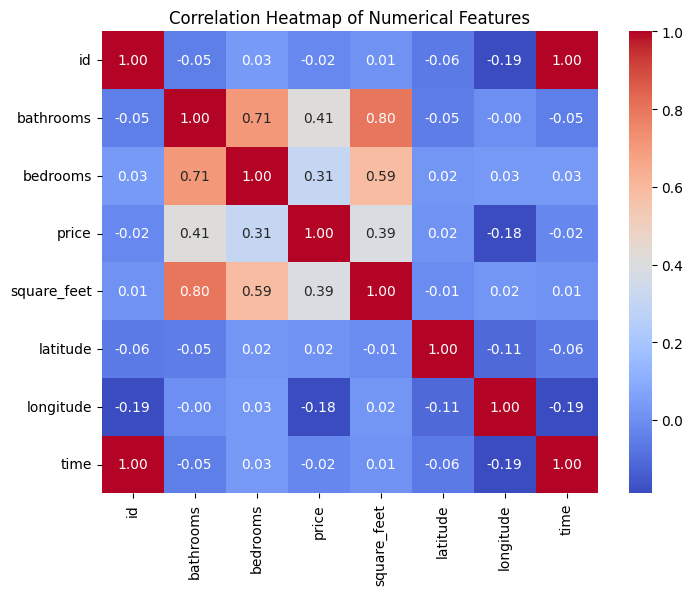 Correlation Heatmap of Numerical Features
id 1.00 -0.05 0.03 -0.02 0.01 -0.06 -0.19 1.00
bathrooms -0.05 1.00 0.71 0.41 0.80 -0.05 -0.00 -0.05
bedrooms 0.03 0.71 1.00 0.31 0.59 0.02 0.03 0.03
price -0.02 0.41 0.31 1.00 0.39 0.02 -0.18 -0.02
square_feet 0.01 0.80 0.59 0.39 1.00 -0.01 0.02 0.01
latitude -0.06 -0.05 0.02 0.02 -0.01 1.00 -0.11 -0.06
longitude -0.19 -0.00 0.03 -0.18 0.02 -0.11 1.00 -0.19
time 1.00 -0.05 0.03 -0.02 0.01 -0.06 -0.19 1.00
id bathrooms bedrooms price square_feet latitude longitude time
1.0
0.8
0.6
0.4
0.2
0.0